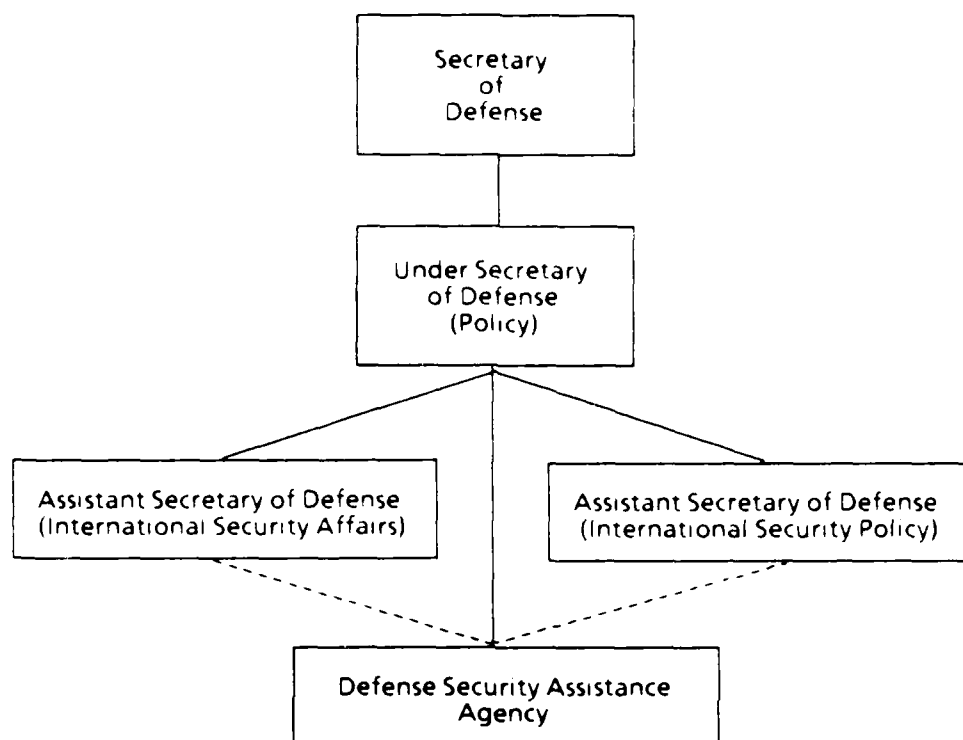 Secretary
of
Defense
Under Secretary
of Defense
(Policy)
Assistant Secretary of Defense
(International Security Affairs)
Assistant Secretary of Defense
(International Security Policy)
Defense Security Assistance
Agency